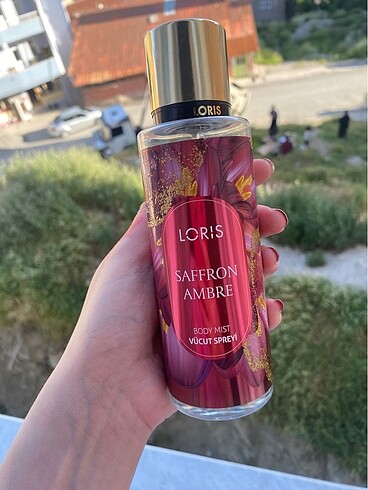 LORIS
LORIS
SAFFRON
AMBRE
BODY MIST
VÜCUT SPREYİ